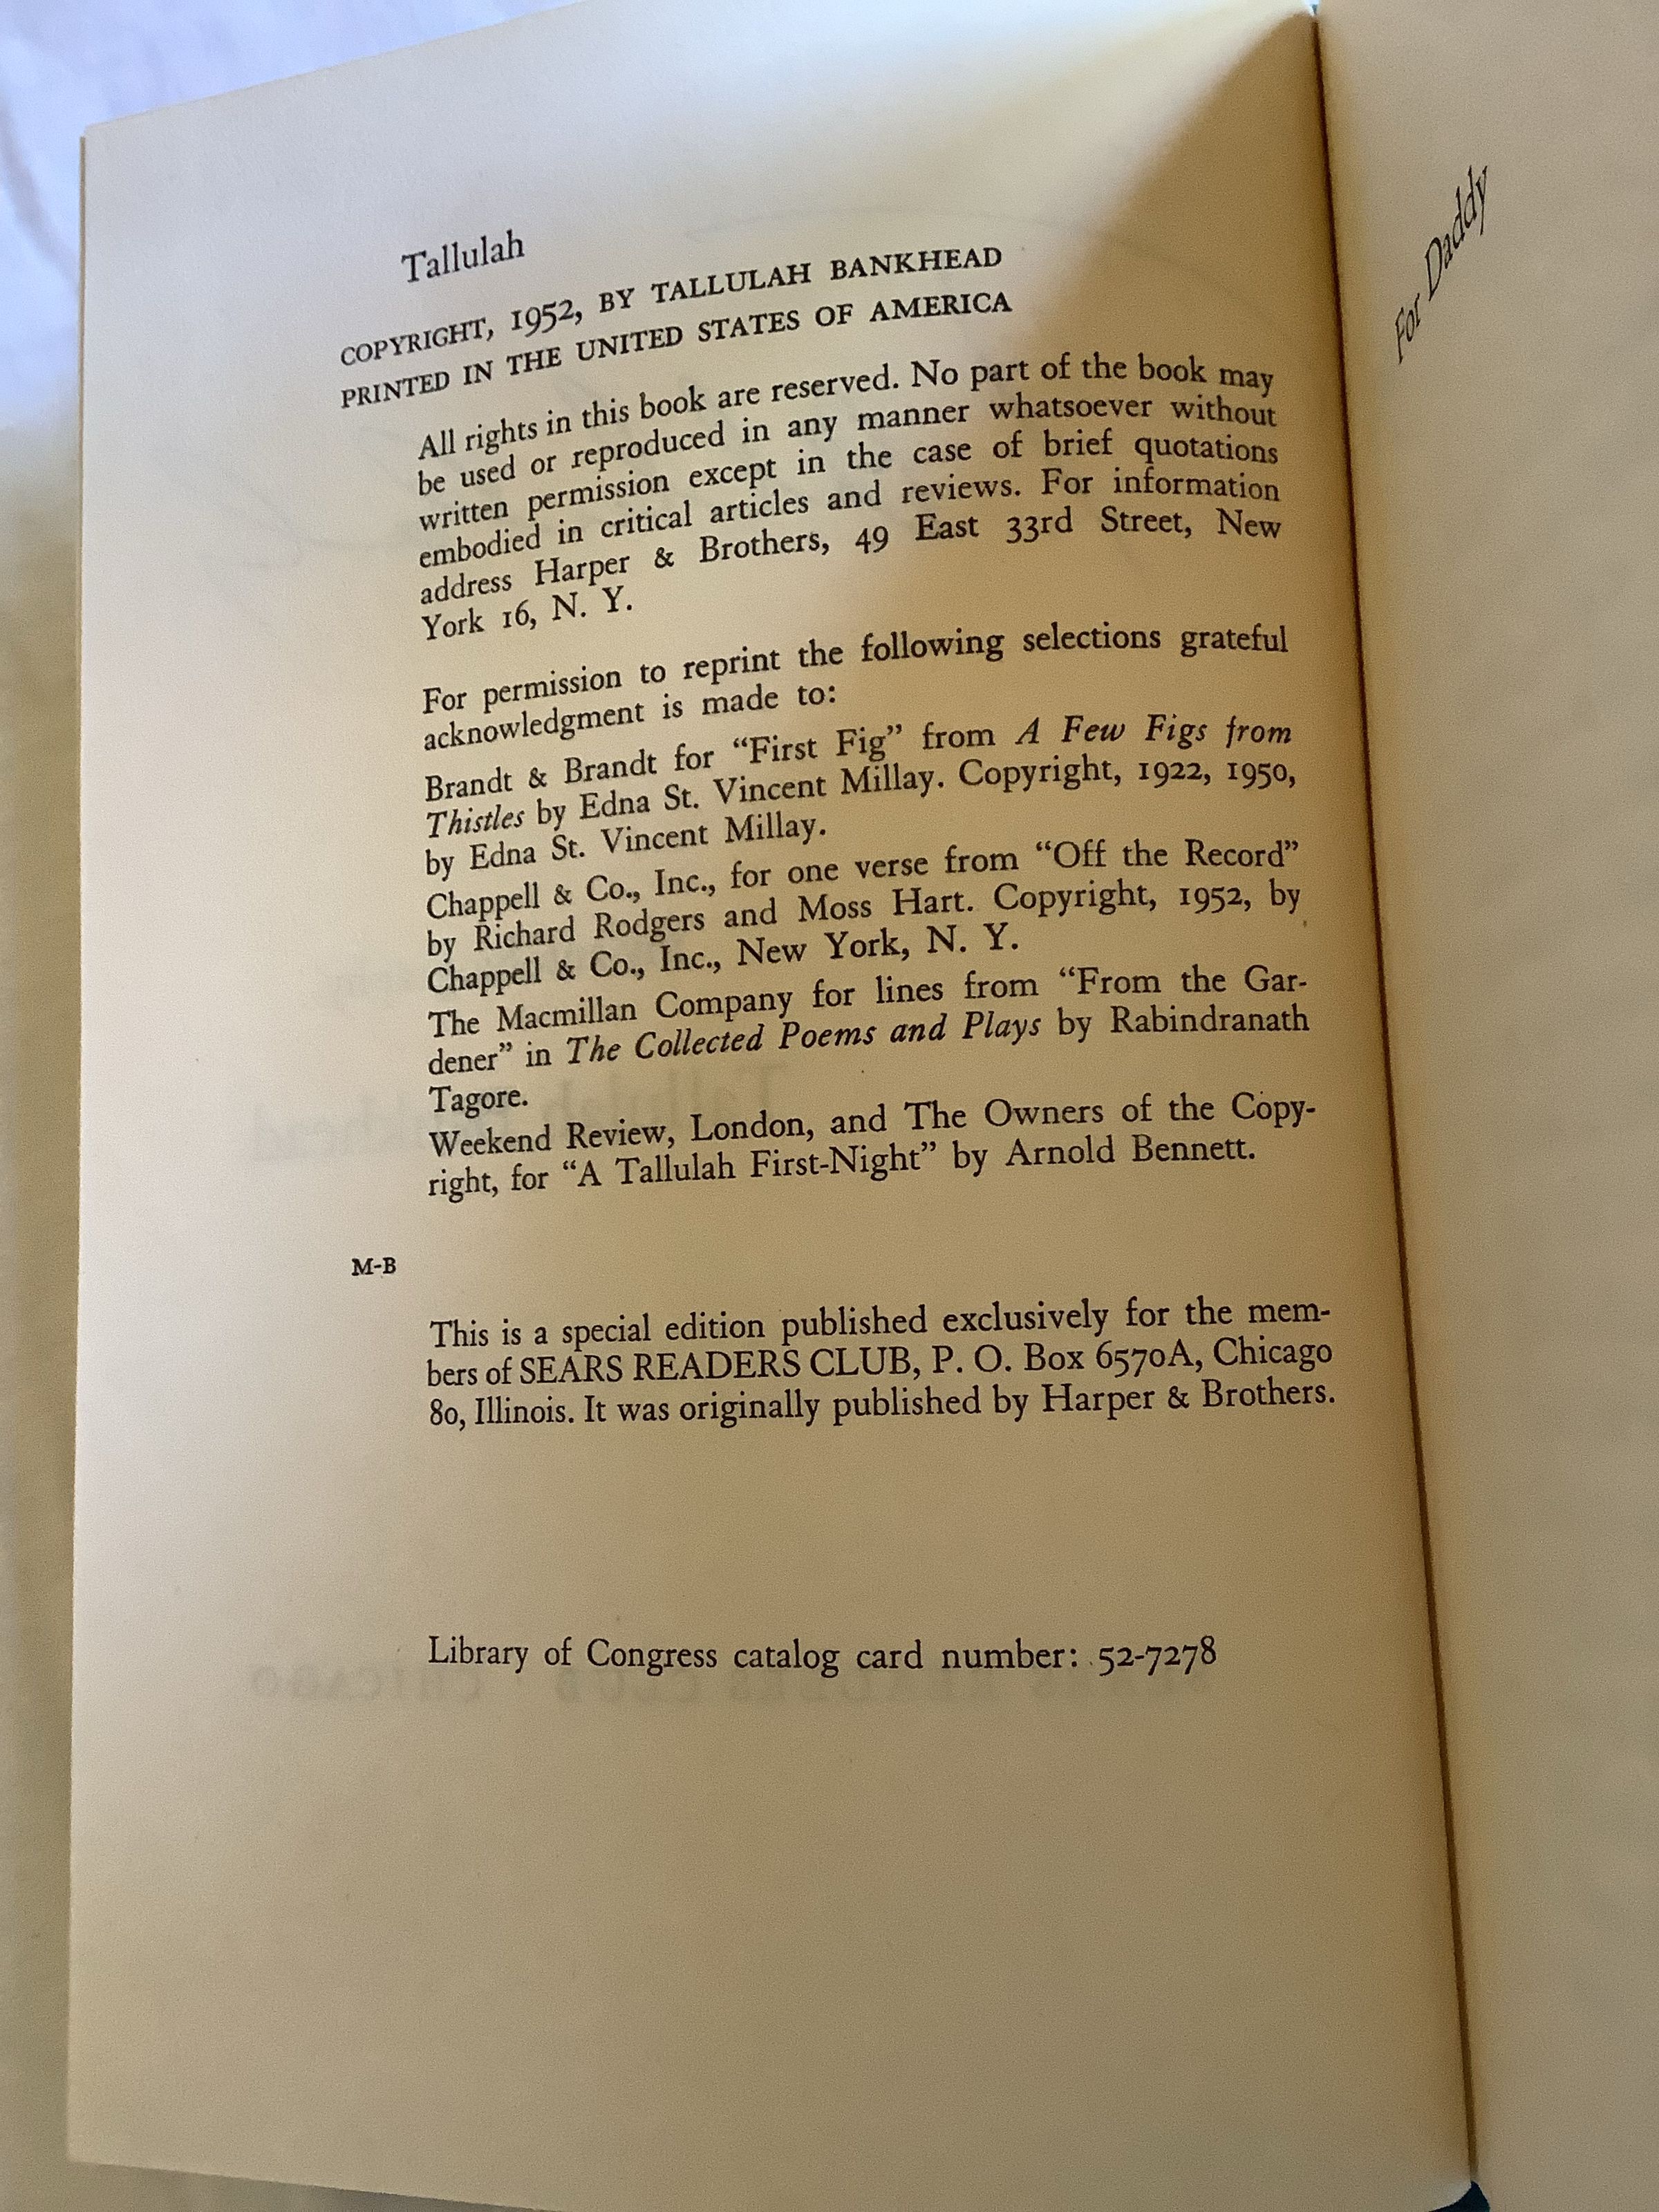 Tallulah
COPYRIGHT, 1952, BY TALLULAH BANKHEAD
PRINTED IN THE UNITED STATES OF AMERICA
All rights in this book are reserved. No part of the book may
be used or reproduced in any manner whatsoever without
written permission except in the case of brief quotations
embodied in critical articles and reviews. For information
address Harper & Brothers, 49 East 33rd Street, New
York 16, N. Y.
For permission to reprint the following selections grateful
acknowledgment is made to:
Brandt & Brandt for “First Fig” from A Few Figs from
Thistles by Edna St. Vincent Millay. Copyright, 1922, 1950,
by Edna St. Vincent Millay.
Chappell & Co., Inc., for one verse from “Off the Record”
by Richard Rodgers and Moss Hart. Copyright, 1952, by
Chappell & Co., Inc., New York, N. Y.
The Macmillan Company for lines from “From the Gar-
dener” in The Collected Poems and Plays by Rabindranath
Tagore.
Weekend Review, London, and The Owners of the Copy-
right, for “A Tallulah First-Night” by Arnold Bennett.
M-B
This is a special edition published exclusively for the mem-
bers of SEARS READERS CLUB, P. O. Box 6570A, Chicago
80, Illinois. It was originally published by Harper & Brothers.
Library of Congress catalog card number: 52-7278
For Daddy